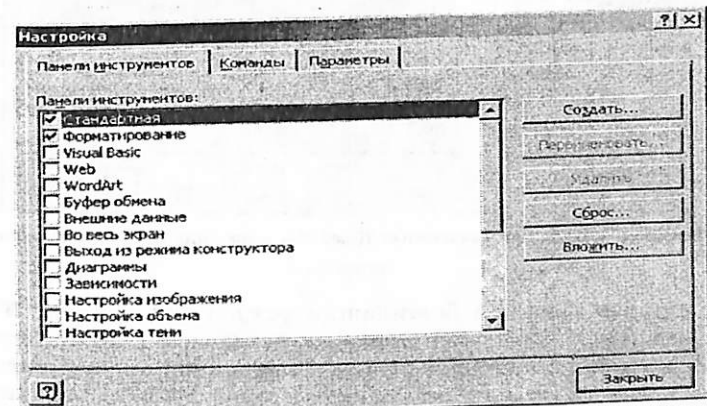 Настройка
Панели инструментов
Команды
Параметры
Панели инструментов:
Стандартная
Форматирование
Visual Basic
Web
WordArt
Буфер обмена
Внешние данные
Во весь экран
Выход из режима конструктора
Диаграммы
Зависимости
Настройка изображения
Настройка объема
Настройка тени
Создать...
Переименовать...
Удалить
Сброс...
Вложить...
Закрыть